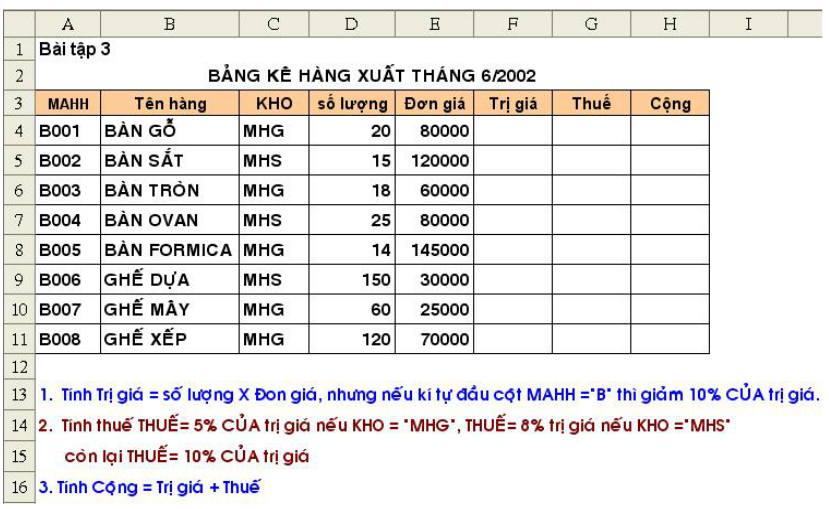 A B C D E F G H I
1 Bài tập 3
2 BẢNG KÊ HÀNG XUẤT THÁNG 6/2002
3 MAHH Tên hàng KHO số lượng Đơn giá Trị giá Thuế Cộng
4 B001 BÀN GỖ MHG 20 80000
5 B002 BÀN SẮT MHS 15 120000
6 B003 BÀN TRÒN MHG 18 60000
7 B004 BÀN OVAN MHS 25 80000
8 B005 BÀN FORMICA MHG 14 145000
9 B006 GHẾ DỰA MHS 150 30000
10 B007 GHẾ MÂY MHG 60 25000
11 B008 GHẾ XẾP MHG 120 70000
12
13 1. Tính Trị giá = số lượng X Đơn giá, nhưng nếu kí tự đầu cột MAHH ="B" thì giảm 10% CỦA trị giá.
14 2. Tính thuế THUẾ= 5% CỦA trị giá nếu KHO = "MHG", THUẾ= 8% trị giá nếu KHO ="MHS"
15 còn lại THUẾ= 10% CỦA trị giá
16 3. Tính Cộng = Trị giá + Thuế